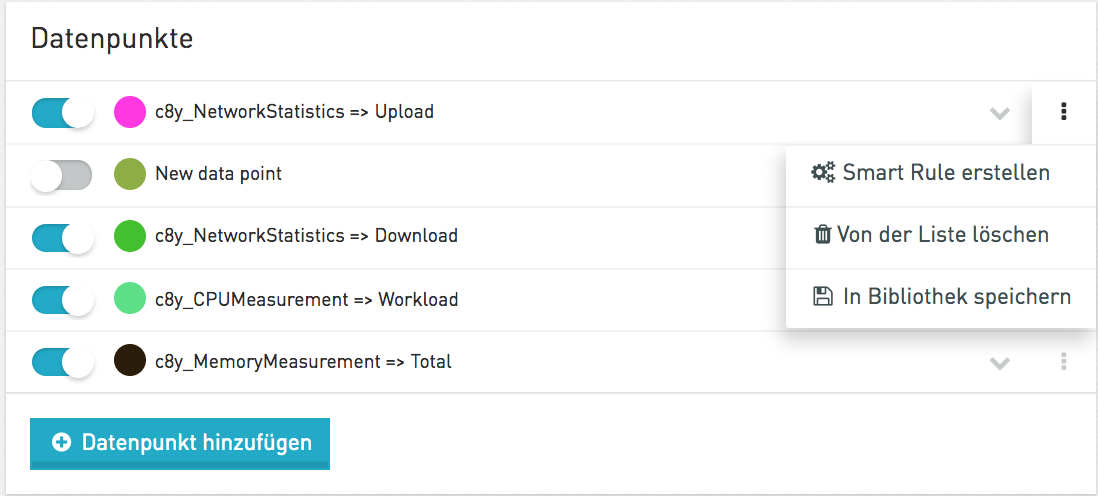 Datenpunkte
c8y_NetworkStatistics => Upload
New data point
Smart Rule erstellen
c8y_NetworkStatistics => Download
Von der Liste löschen
c8y_CPUMeasurement => Workload
In Bibliothek speichern
c8y_MemoryMeasurement => Total
Datenpunkt hinzufügen